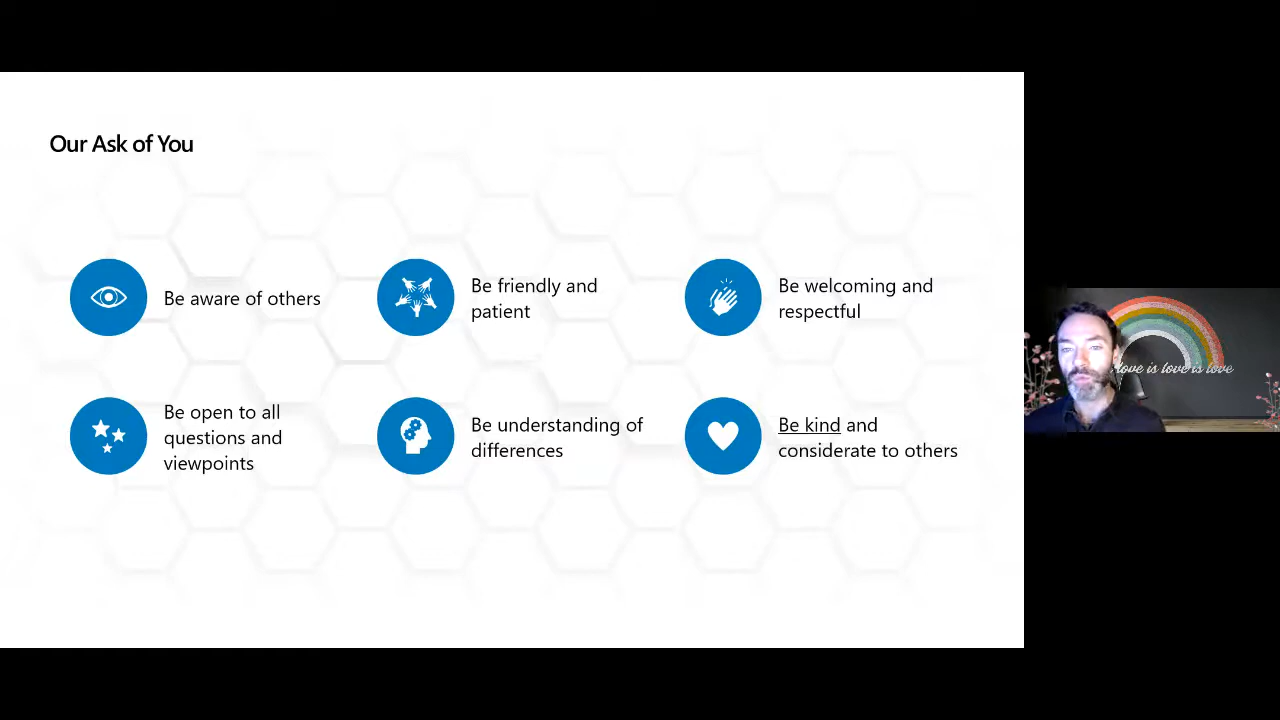 Our Ask of You
Be aware of others
Be friendly and
patient
Be welcoming and
respectful
Be open to all
questions and
viewpoints
Be understanding of
differences
Be kind and
considerate to others
love is love is love